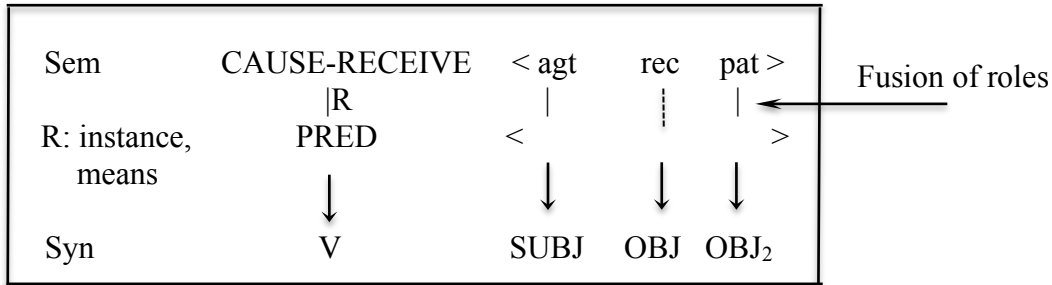 Sem CAUSE-RECEIVE < agt rec pat >
Fusion of roles
|R
R: instance, PRED < >
means
Syn V SUBJ OBJ OBJ₂